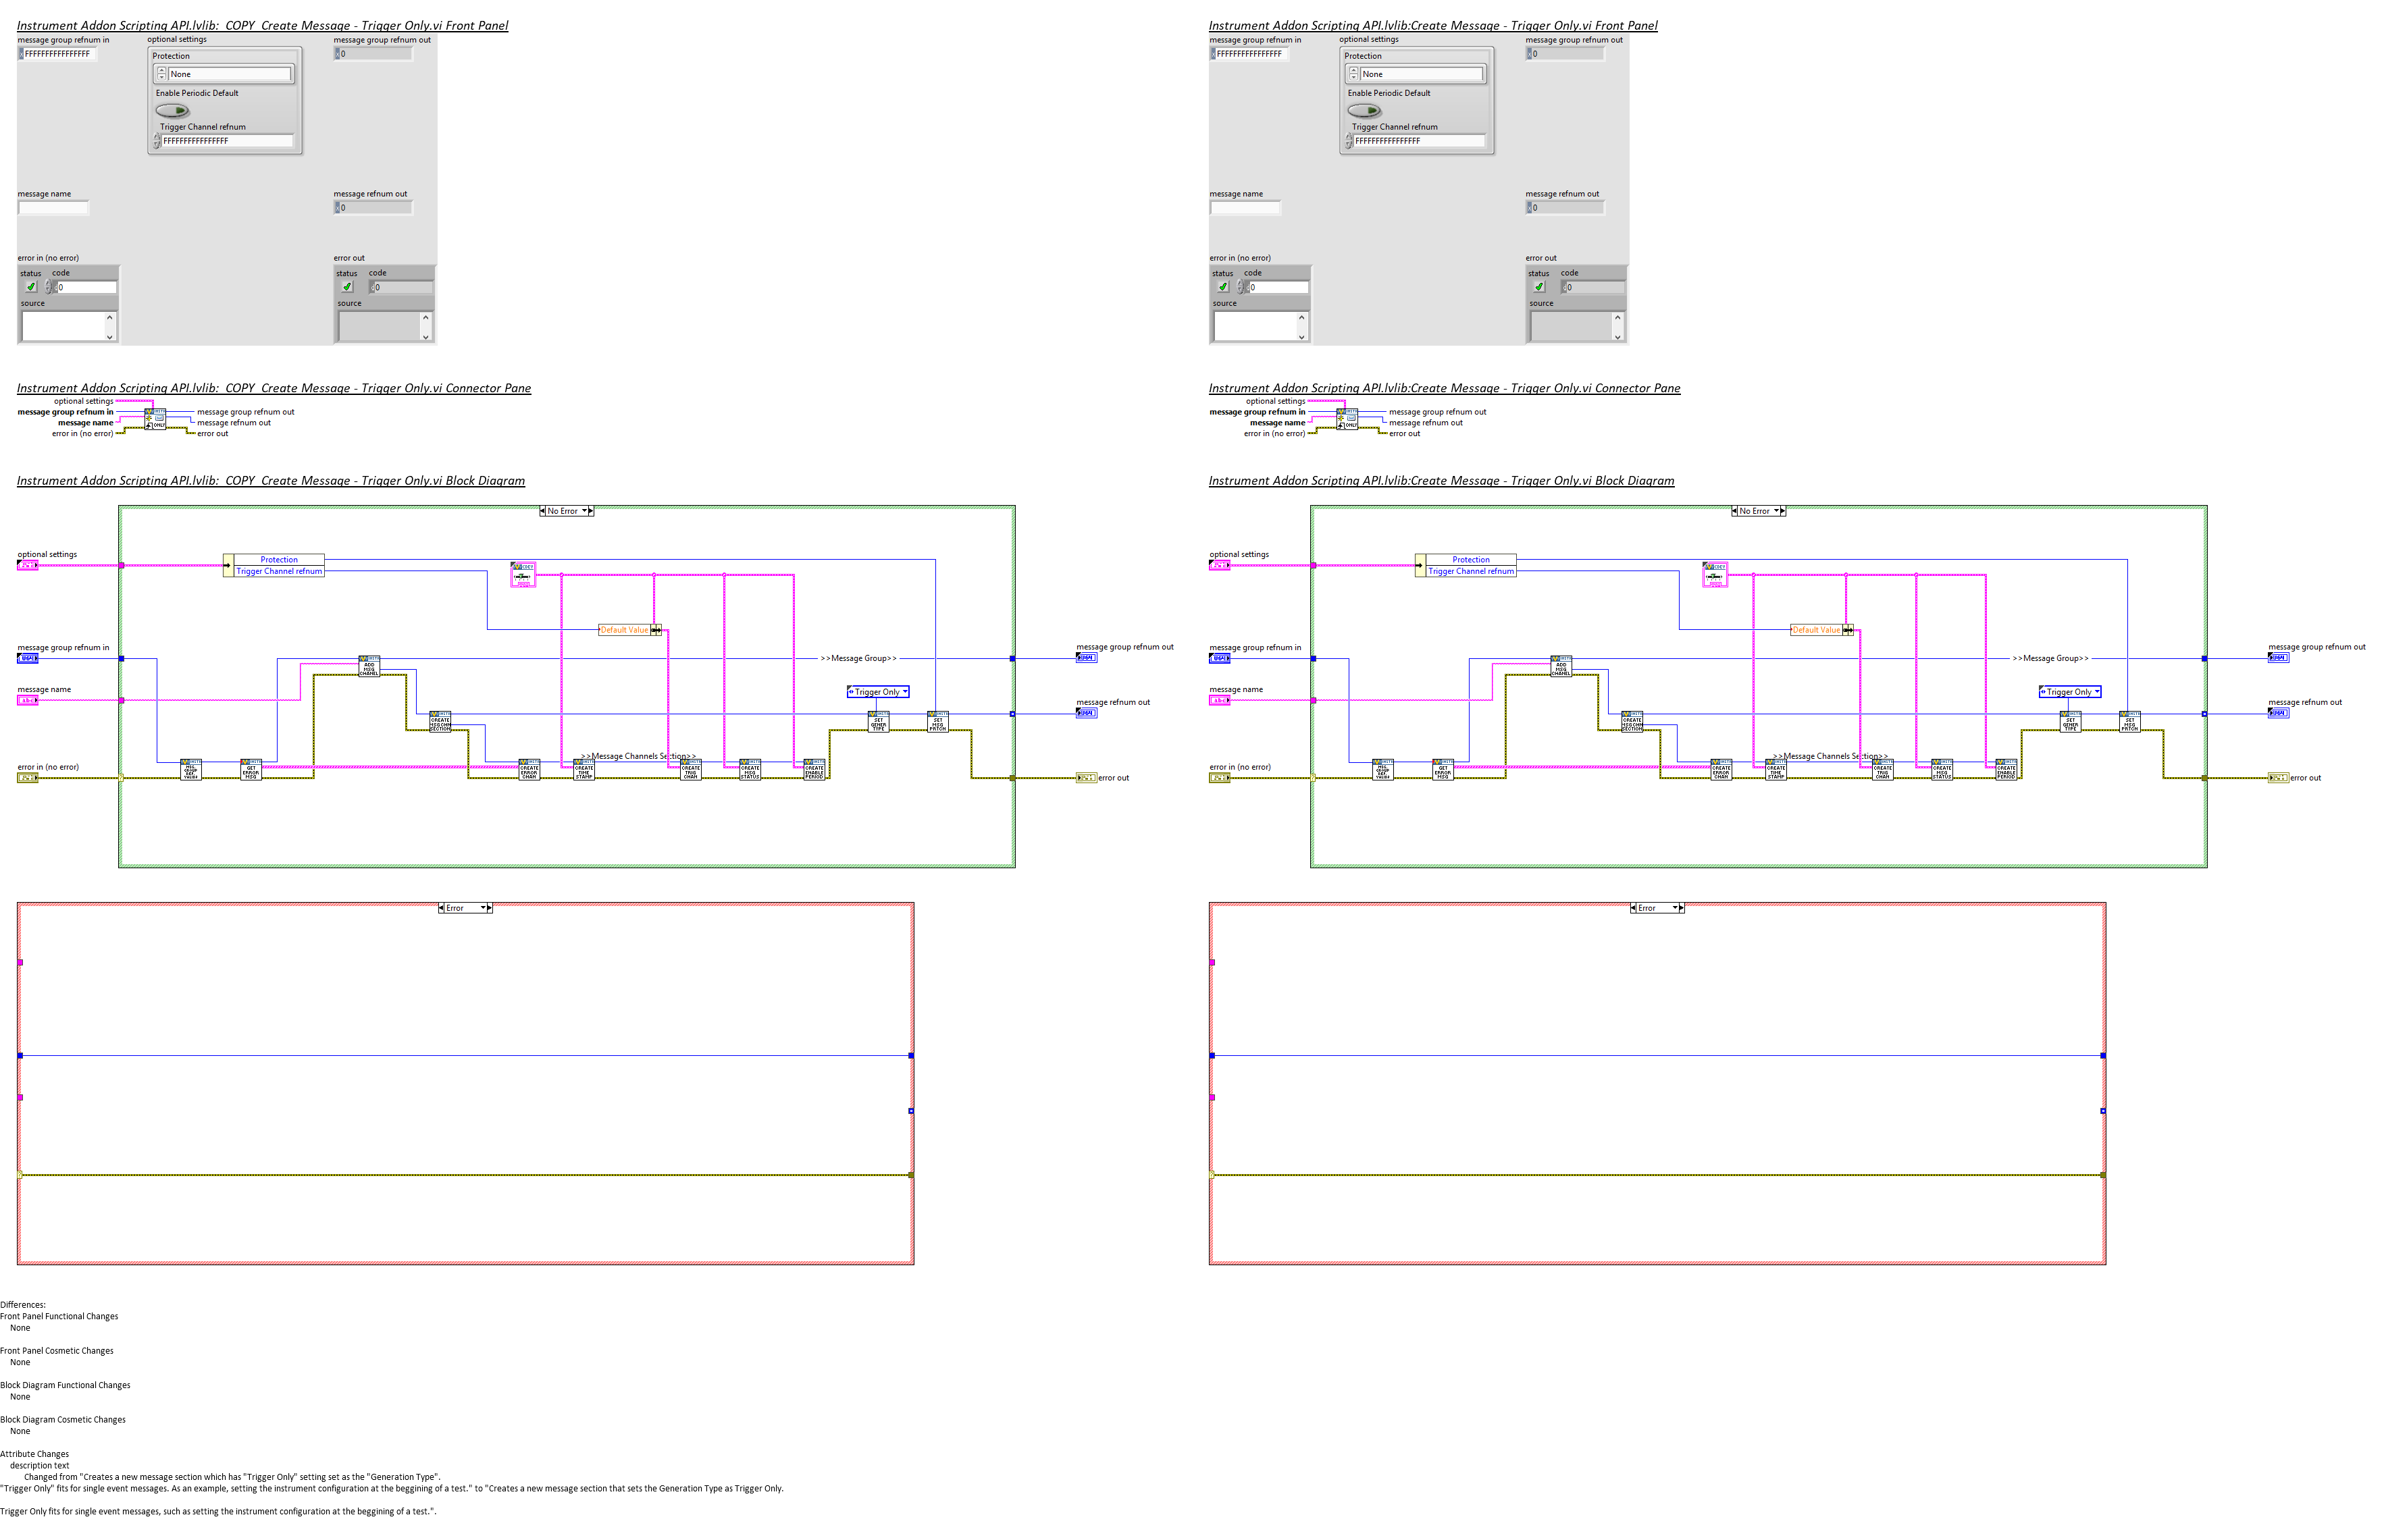 Instrument Addon Scripting API.lvlib:  COPY  Create Message - Trigger Only.vi Front Panel
message group refnum in
FFFFFFFFFFFFFFFF
optional settings
Protection
None
Enable Periodic Default
Trigger Channel refnum
FFFFFFFFFFFFFFFF
message group refnum out
0
message name
message refnum out
0
error in (no error)
status code
0
source
error out
status code
0
source
Instrument Addon Scripting API.lvlib:Create Message - Trigger Only.vi Front Panel
message group refnum in
FFFFFFFFFFFFFFFF
optional settings
Protection
None
Enable Periodic Default
Trigger Channel refnum
FFFFFFFFFFFFFFFF
message group refnum out
0
message name
message refnum out
0
error in (no error)
status code
0
source
error out
status code
0
source
Instrument Addon Scripting API.lvlib:  COPY  Create Message - Trigger Only.vi Connector Pane
optional settings
message group refnum in
message name
error in (no error)
ONLY
message group refnum out
message refnum out
error out
Instrument Addon Scripting API.lvlib:Create Message - Trigger Only.vi Connector Pane
optional settings
message group refnum in
message name
error in (no error)
ONLY
message group refnum out
message refnum out
error out
Instrument Addon Scripting API.lvlib:  COPY  Create Message - Trigger Only.vi Block Diagram
No Error
optional settings
Protection
Trigger Channel refnum
Default Value
message group refnum in
>>Message Group>>
message group refnum out
ADD
MSG
CHANEL
message name
abc
Trigger Only
message refnum out
CREATE
MSGCHN
SECTION
SET
GENER
TYPE
SET
MSG
PRTCN
>>Message Channels Section>>
error in (no error)
GET
ERROR
MSG
CREATE
ERROR
CHAN
CREATE
TIME
STAMP
CREATE
TRIG
CHAN
CREATE
MSG
STATUS
CREATE
ENABLE
PERIOD
error out
Instrument Addon Scripting API.lvlib:Create Message - Trigger Only.vi Block Diagram
No Error
optional settings
Protection
Trigger Channel refnum
Default Value
message group refnum in
>>Message Group>>
message group refnum out
ADD
MSG
CHANEL
message name
abc
Trigger Only
message refnum out
CREATE
MSGCHN
SECTION
SET
GENER
TYPE
SET
MSG
PRTCN
>>Message Channels Section>>
error in (no error)
GET
ERROR
MSG
CREATE
ERROR
CHAN
CREATE
TIME
STAMP
CREATE
TRIG
CHAN
CREATE
MSG
STATUS
CREATE
ENABLE
PERIOD
error out
Error
Error
Differences:
Front Panel Functional Changes
None
Front Panel Cosmetic Changes
None
Block Diagram Functional Changes
None
Block Diagram Cosmetic Changes
None
Attribute Changes
description text
Changed from "Creates a new message section which has "Trigger Only" setting set as the "Generation Type".
"Trigger Only" fits for single event messages. As an example, setting the instrument configuration at the beggining of a test." to "Creates a new message section that sets the Generation Type as Trigger Only.
Trigger Only fits for single event messages, such as setting the instrument configuration at the beggining of a test.".